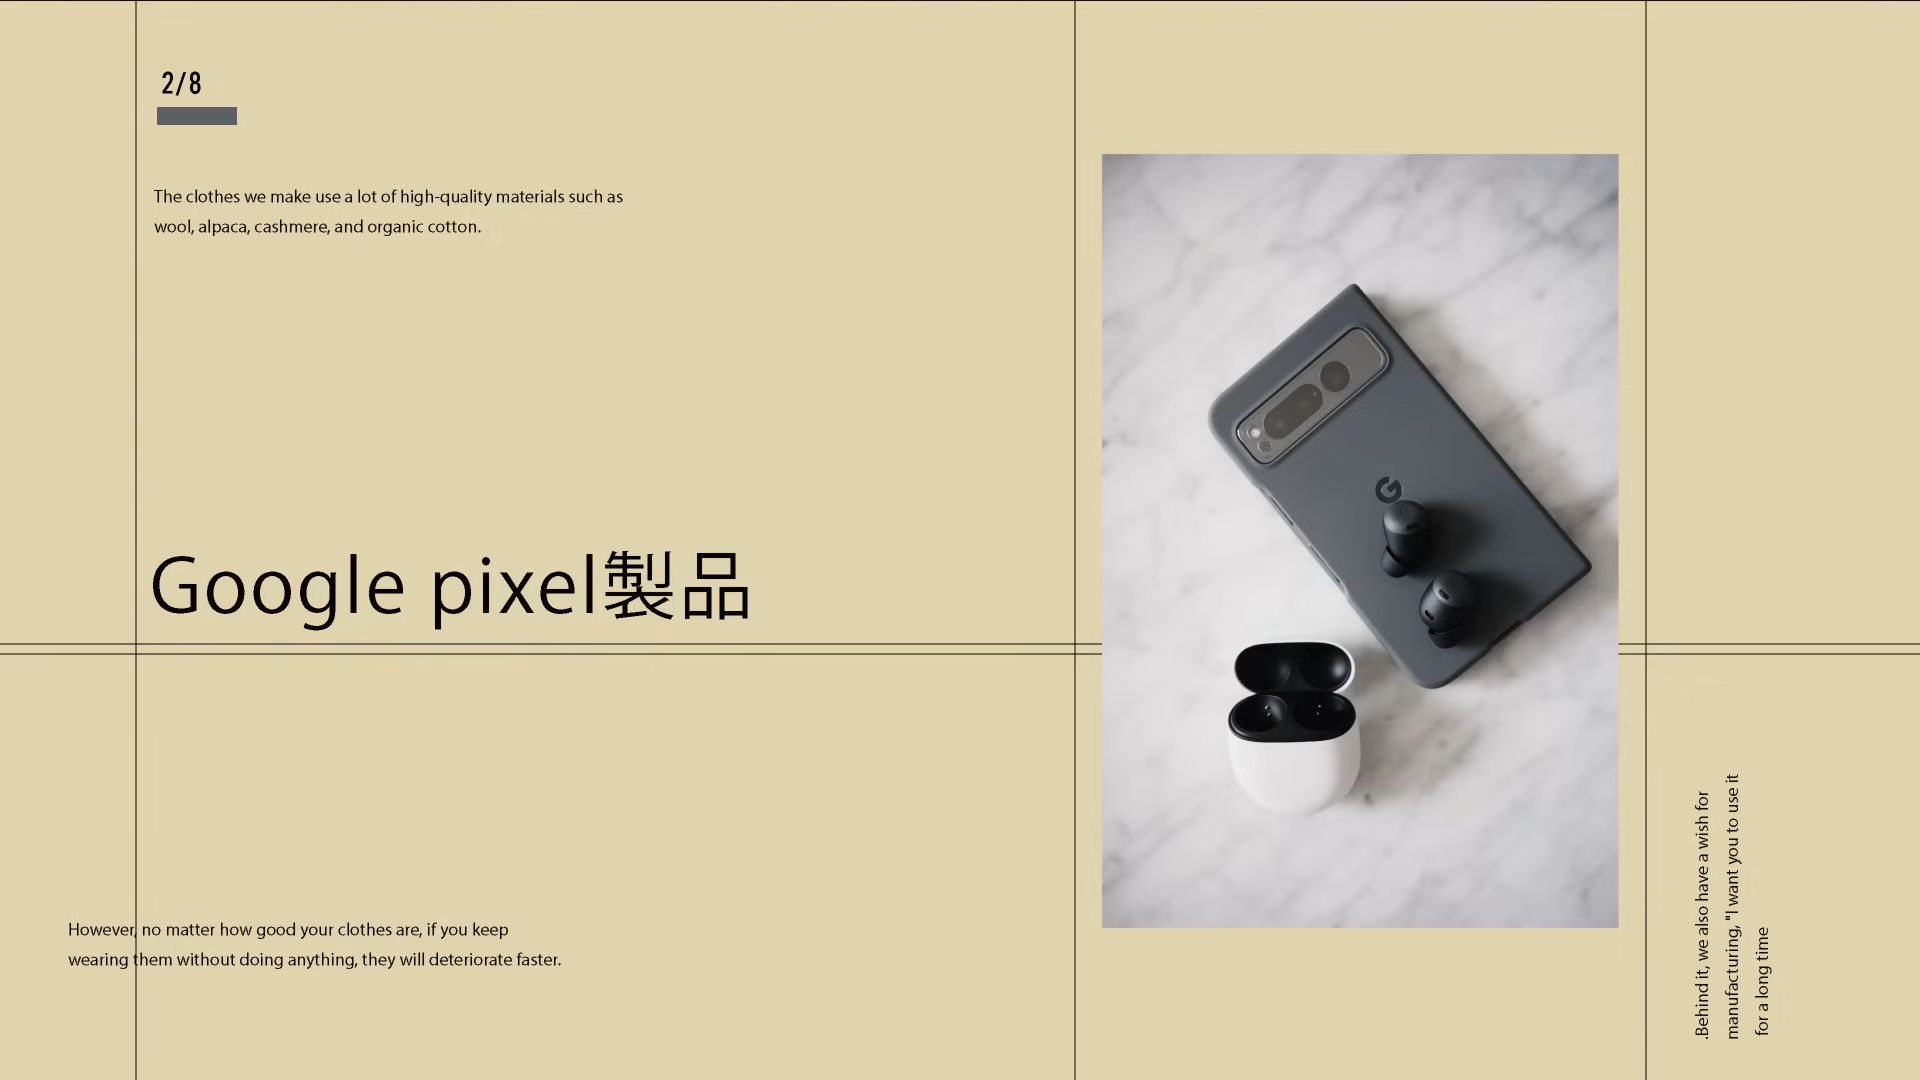 2/8
The clothes we make use a lot of high-quality materials such as
wool, alpaca, cashmere, and organic cotton.
Google pixel製品
G
However, no matter how good your clothes are, if you keep
wearing them without doing anything, they will deteriorate faster.
.Behind it, we also have a wish for
manufacturing, "I want you to use it
for a long time